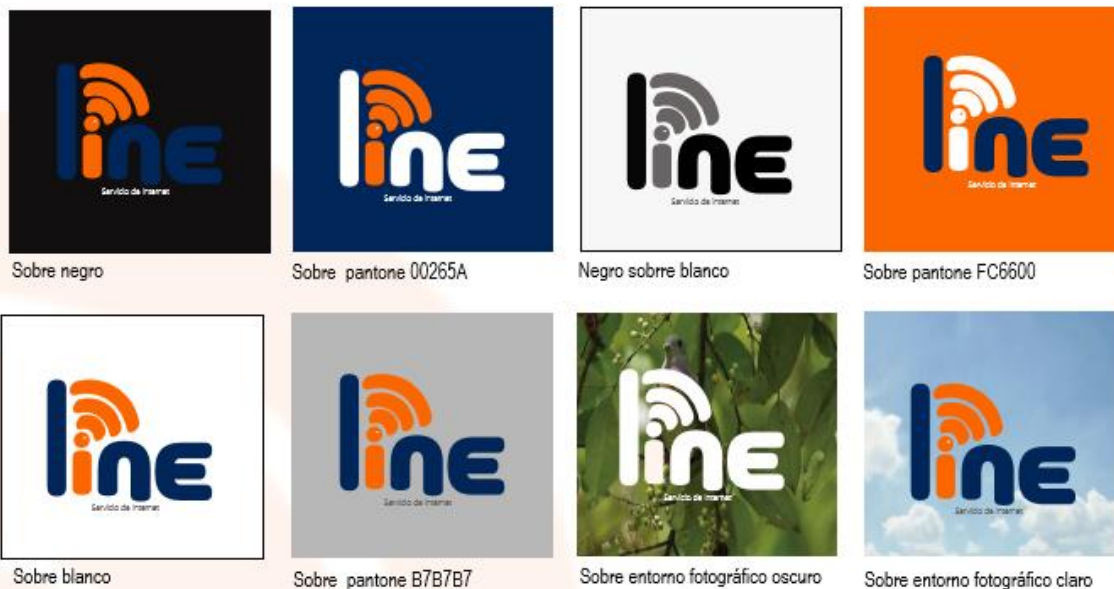 line
Servicio de Internet
line
Servicio de Internet
line
Servicio de Internet
line
Servicio de Internet
Sobre negro
Sobre pantone 00265A
Negro sobrre blanco
Sobre pantone FC6600
line
Servicio de Internet
line
Servicio de Internet
line
Servicio de Internet
line
Servicio de Internet
Sobre blanco
Sobre pantone B7B7B7
Sobre entorno fotográfico oscuro
Sobre entorno fotográfico claro